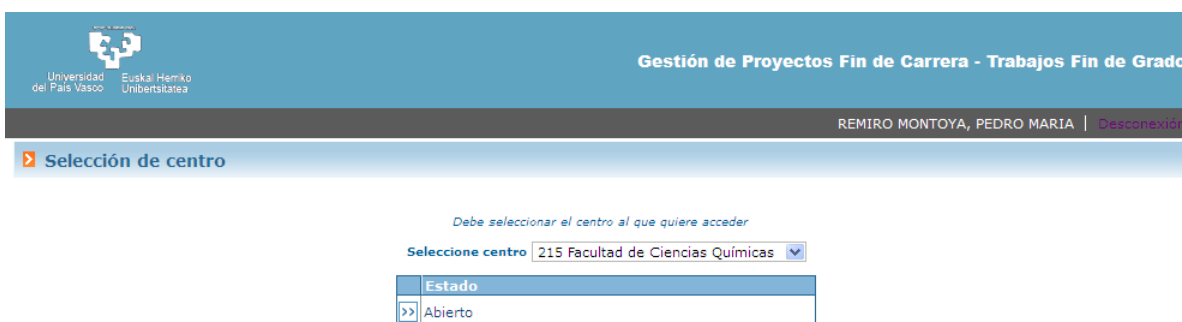 Universidad del País Vasco
Euskal Herriko Unibertsitatea
Gestión de Proyectos Fin de Carrera - Trabajos Fin de Grado
REMIRO MONTOYA, PEDRO MARIA | Desconexión
Selección de centro
Debe seleccionar el centro al que quiere acceder
Seleccione centro 215 Facultad de Ciencias Químicas
Estado
>> Abierto